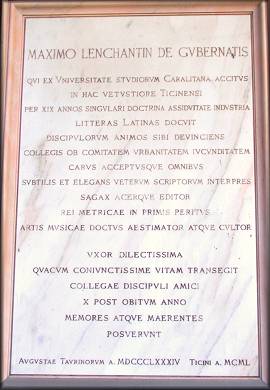 MAXIMO LENCHANTIN DE GVBERNATIS
QVI EX VNIVERSITATE STVDIORVM CARALITANA ACCITVS
IN HAC VETVSTIORE TICINENSI
PER XIX ANNOS SINGVLARI DOCTRINA ASSIDVITATE INDVSTRIA
LITTERAS LATINAS DOCVIT
DISCIPVLORVM ANIMOS SIBI DEVINCIENS
COLLEGIS OB COMITATEM VRBANITATEM IVCVNDITATEM
CARVS ACCEPTVSQVE OMNIBVS
SVBTILIS ET ELEGANS VETERVM SCRIPTORVM INTERPRES
SAGAX ACERQVE EDITOR
REI METRICAE IN PRIMIS PERITVS
ARTIS MVSICAE DOCTVS AESTIMATOR ATQVE CVLTOR
VXOR DILECTISSIMA
QVACVM CONIVNCTISSIME VITAM TRANSEGIT
COLLEGAE DISCIPVLI AMICI
X POST OBITVM ANNO
MEMORES ATQVE MAERENTES
POSVERVNT
AVGVSTAE TAVRINORVM A. MDCCCLXXXIV TICINI A. MCML